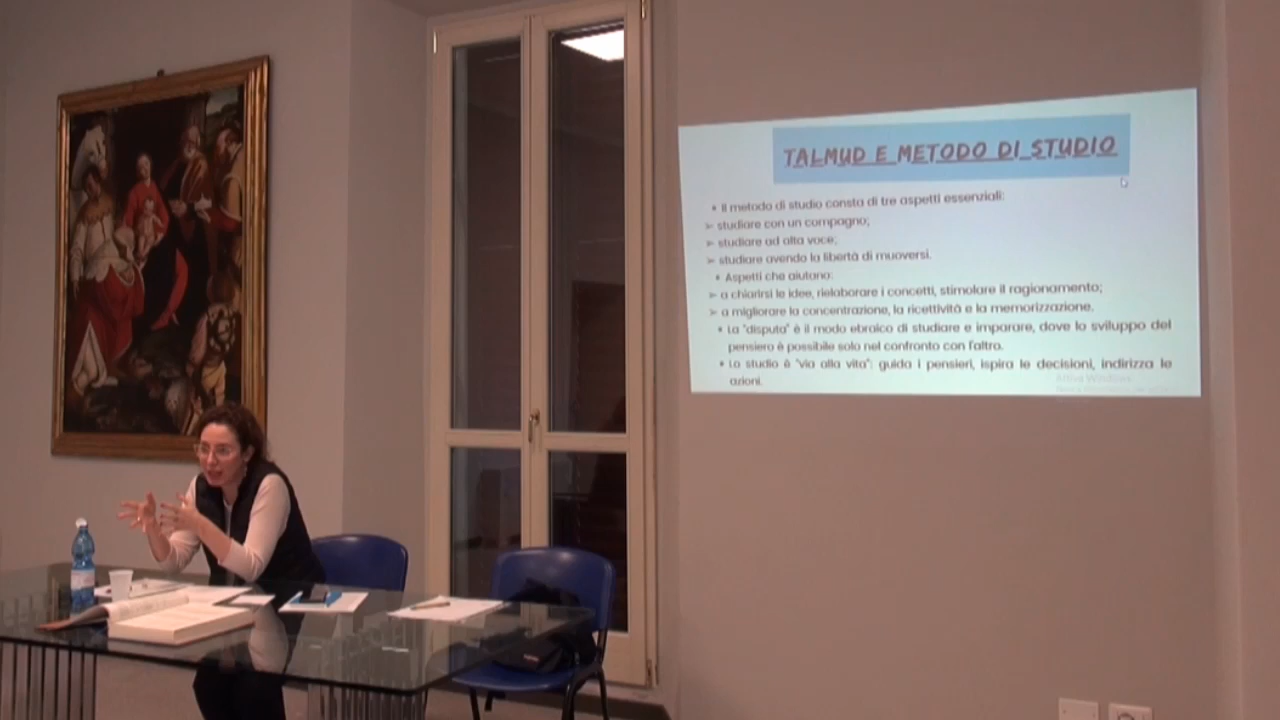 TALMUD E METODO DI STUDIO
• Il metodo di studio consta di tre aspetti essenziali:
➢ studiare con un compagno;
➢ studiare ad alta voce;
➢ studiare avendo la libertà di muoversi.
• Aspetti che aiutano:
➢ a chiarirsi le idee, rielaborare i concetti, stimolare il ragionamento;
➢ a migliorare la concentrazione, la ricettività e la memorizzazione.
• La "disputa" è il modo ebraico di studiare e imparare, dove lo sviluppo del
pensiero è possibile solo nel confronto con l'altro.
• Lo studio è "via alla vita": guida i pensieri, ispira le decisioni, indirizza le
azioni.
Attiva Windows